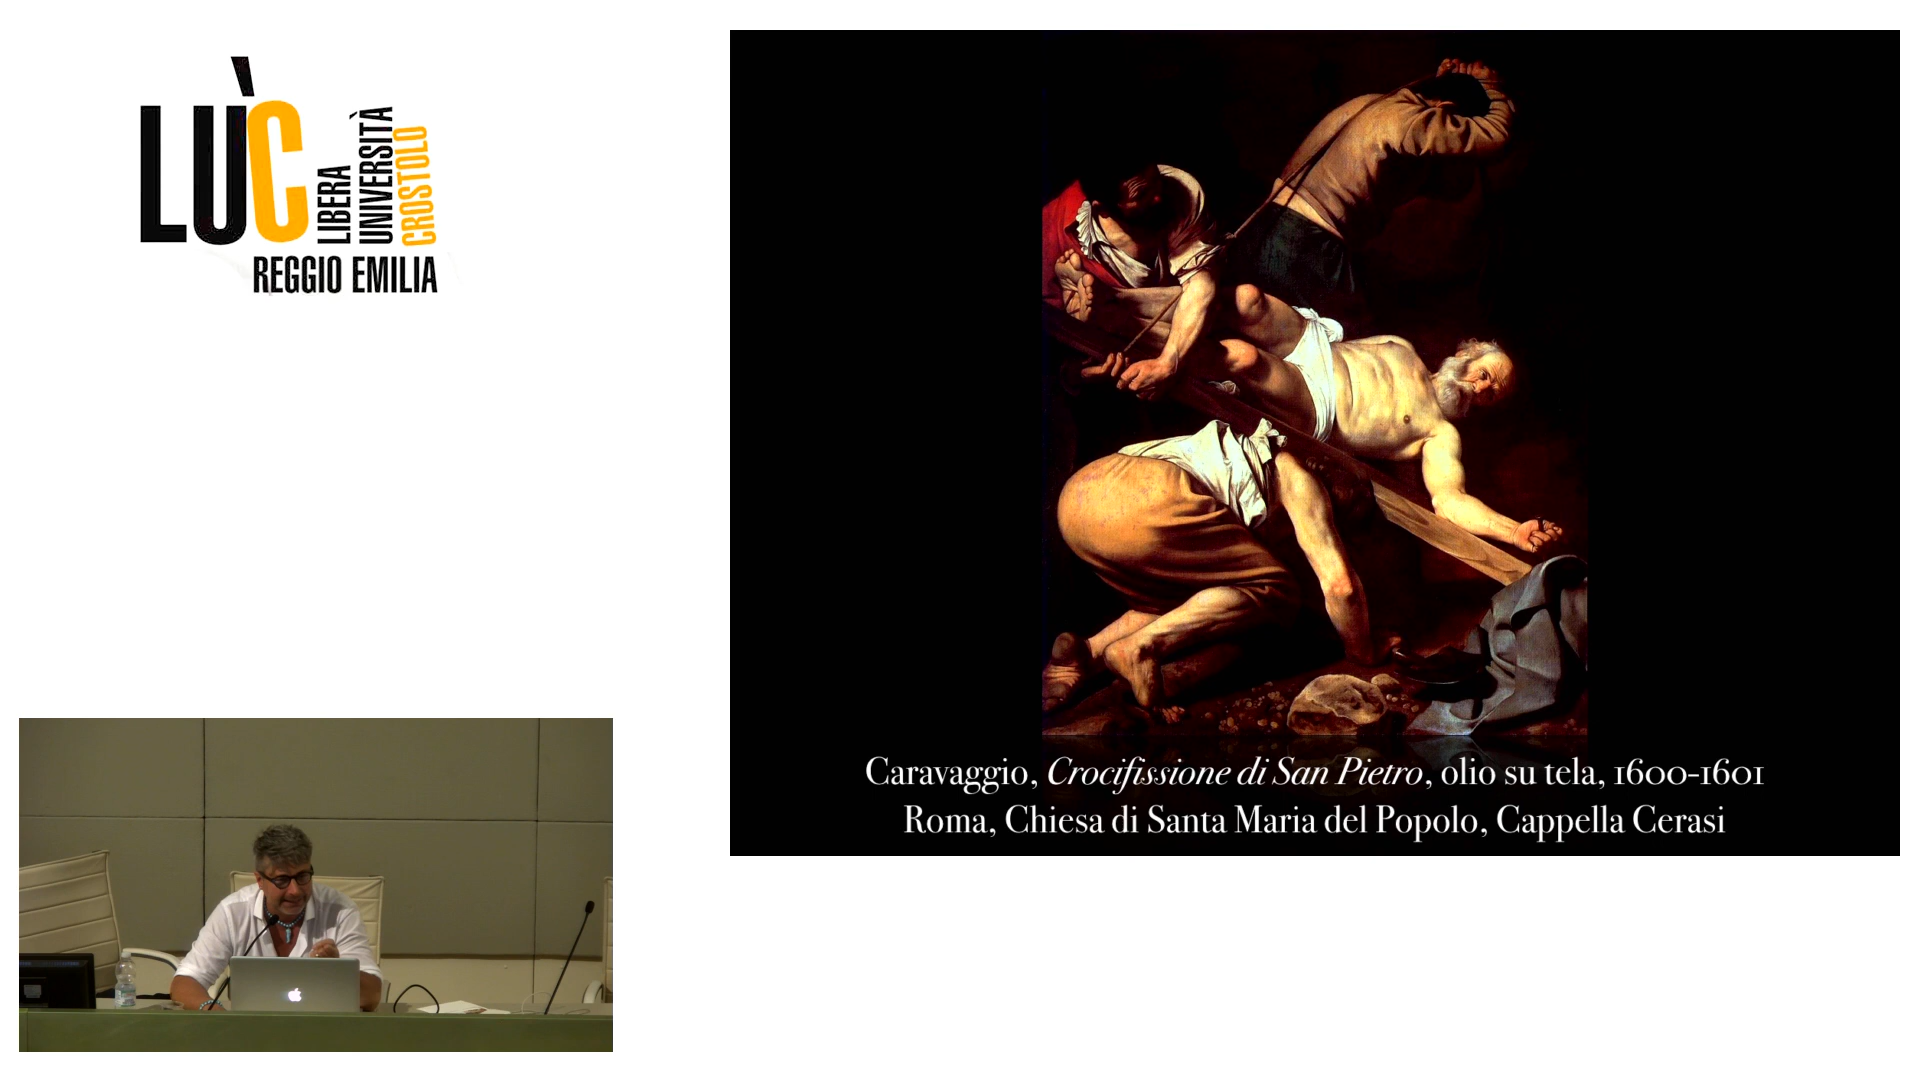 LÙC
LIBERA
UNIVERSITÀ
CROSTOLO
REGGIO EMILIA
Caravaggio, Crocifissione di San Pietro, olio su tela, 1600-1601
Roma, Chiesa di Santa Maria del Popolo, Cappella Cerasi